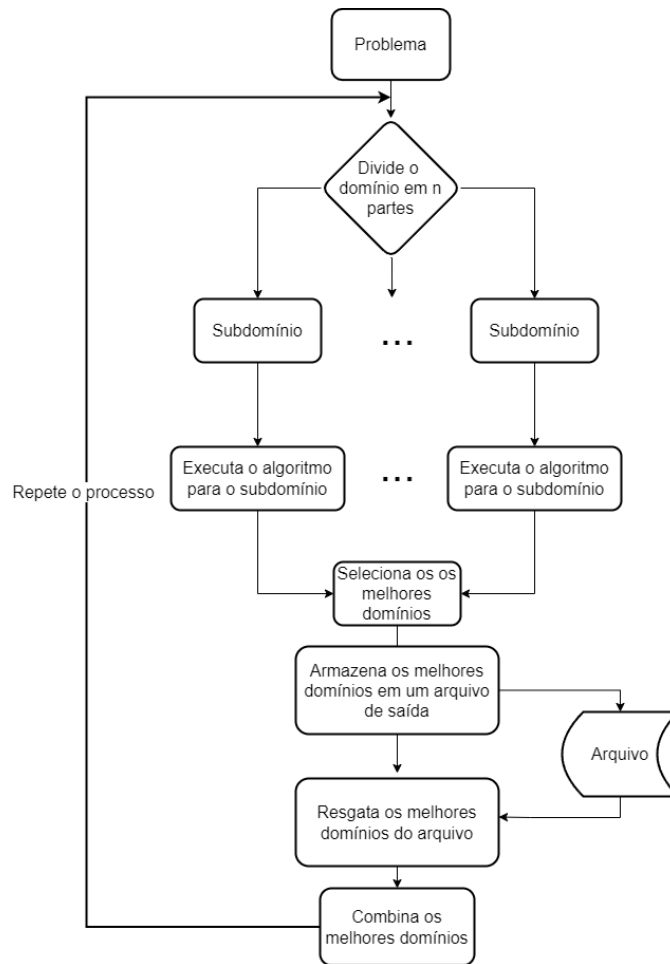 Problema
Divide o
domínio em n
partes
Subdomínio
...
Subdomínio
Executa o algoritmo
para o subdomínio
...
Executa o algoritmo
para o subdomínio
Repete o processo
Seleciona os os
melhores
domínios
Armazena os melhores
domínios em um arquivo
de saída
Arquivo
Resgata os melhores
domínios do arquivo
Combina os
melhores domínios